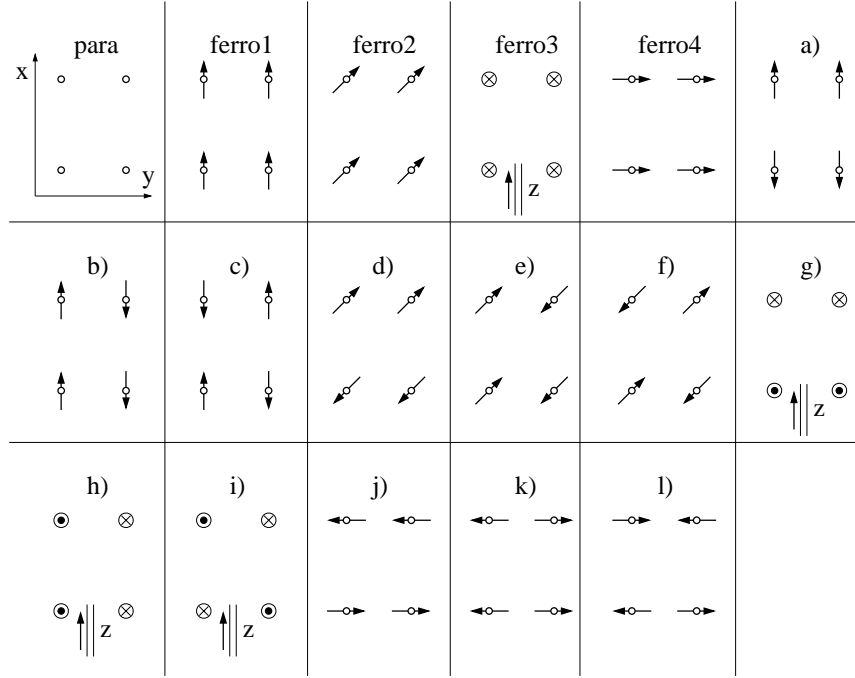 para ferro1 ferro2 ferro3 ferro4 a)
x
y z
b) c) d) e) f) g)
z
h) i) j) k) l)
z z